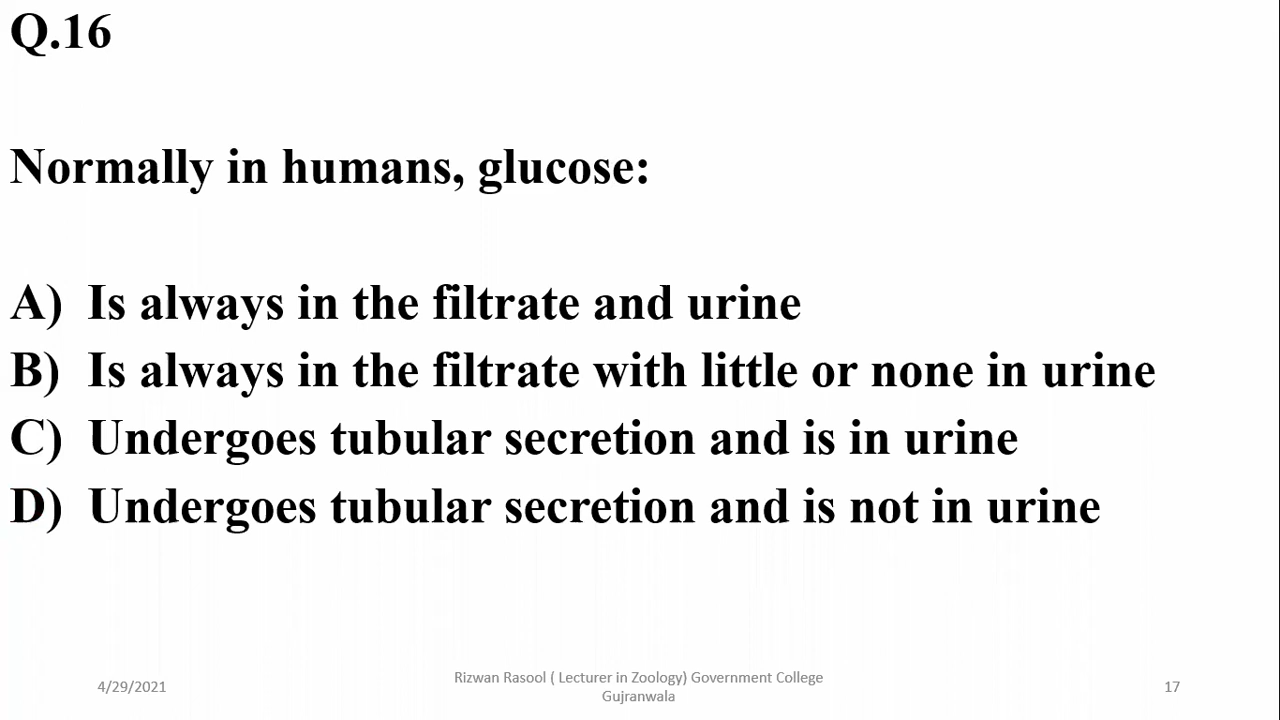 Q.16
Normally in humans, glucose:
A) Is always in the filtrate and urine
B) Is always in the filtrate with little or none in urine
C) Undergoes tubular secretion and is in urine
D) Undergoes tubular secretion and is not in urine
4/29/2021
Rizwan Rasool ( Lecturer in Zoology) Government College
Gujranwala
17